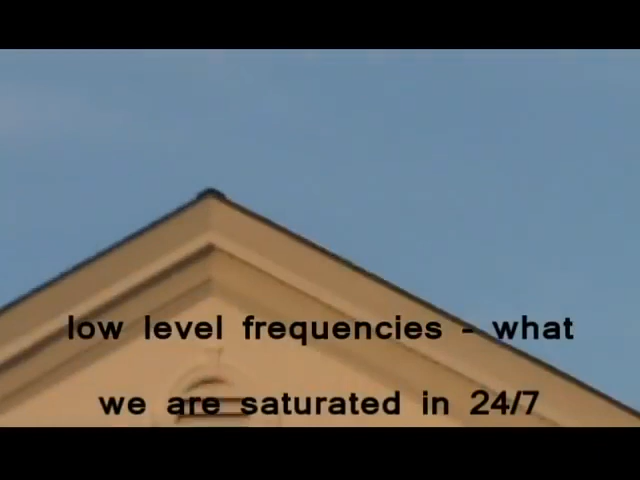 low level frequencies - what
we are saturated in 24/7